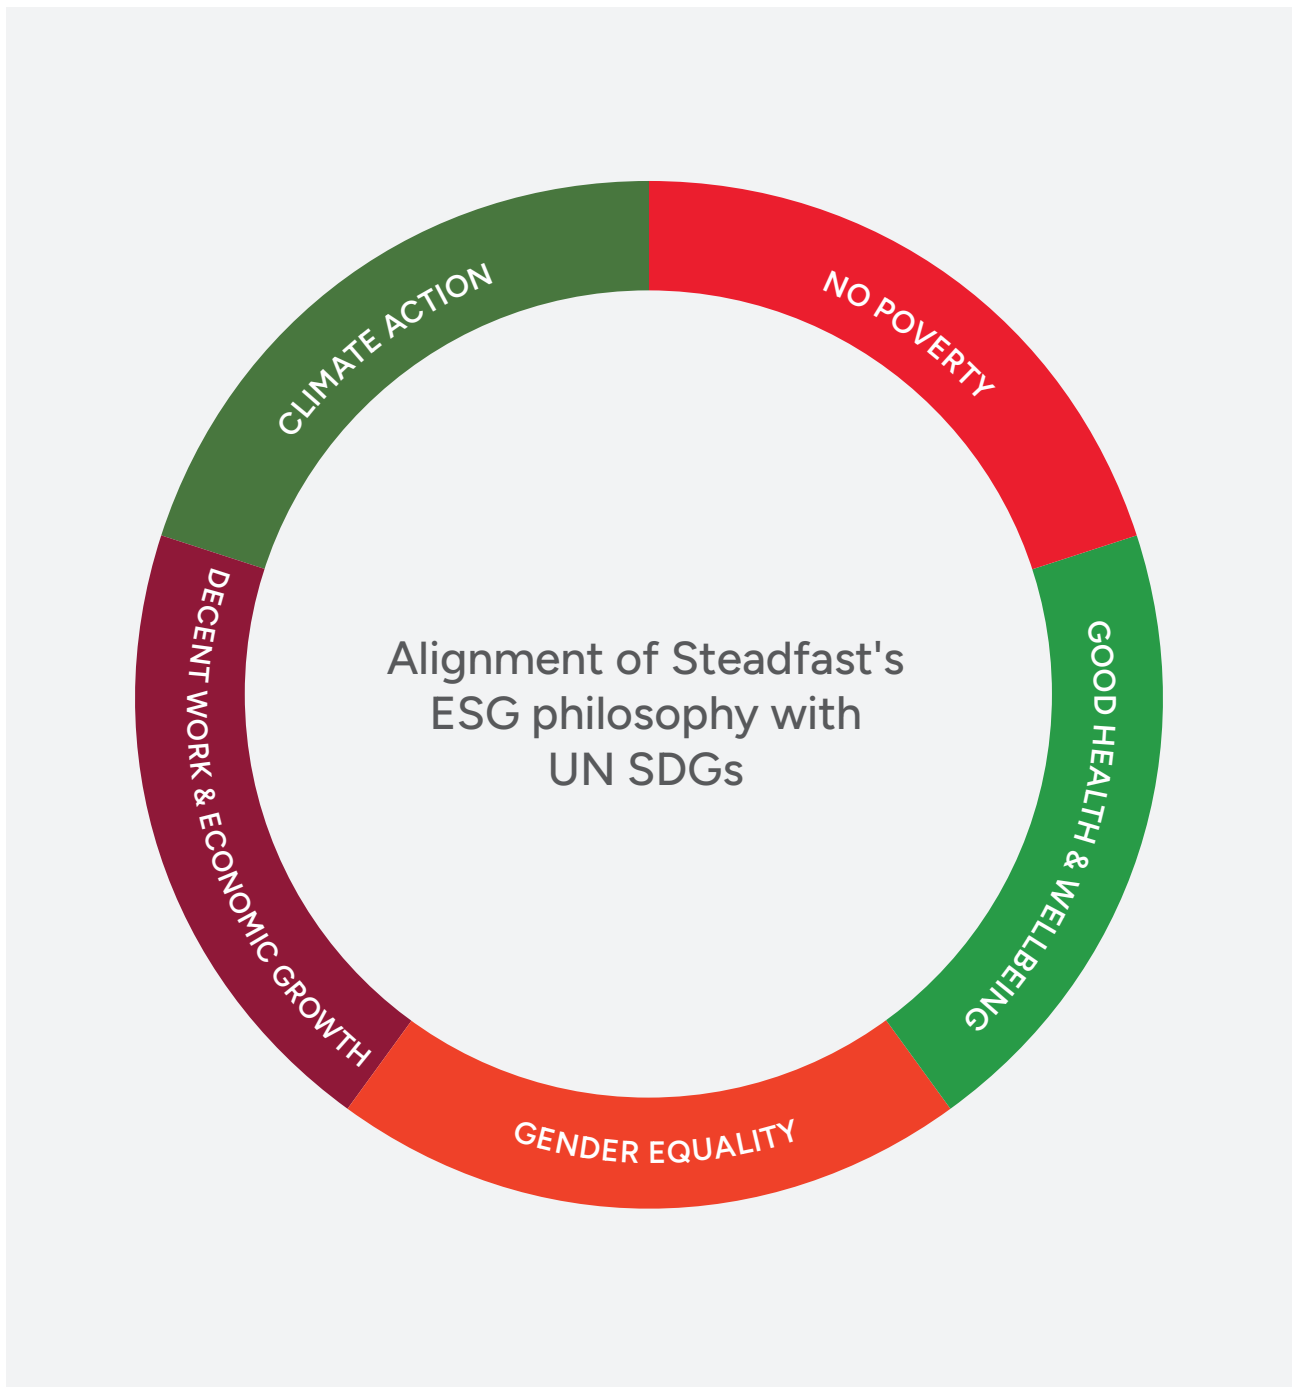 NO POVERTY
GOOD HEALTH & WELLBEING
GENDER EQUALITY
DECENT WORK & ECONOMIC GROWTH
CLIMATE ACTION
Alignment of Steadfast's
ESG philosophy with
UN SDGs